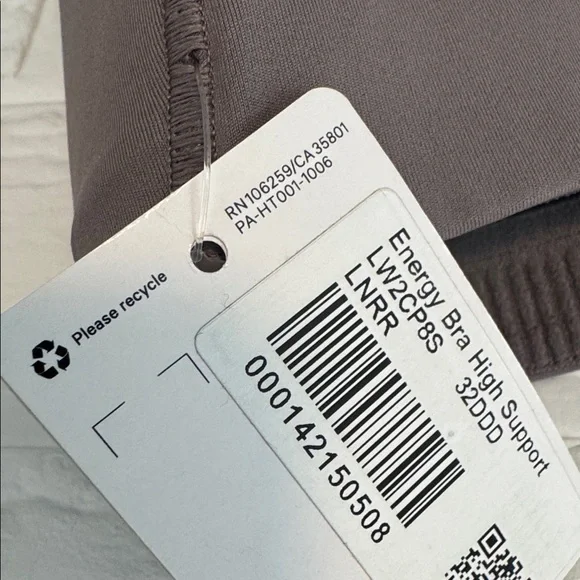 RN106259/CA35801
PA-HT001-1006
Please recycle
Energy Bra High Support
LW2CP8S 32DDD
LNRR
000142150508